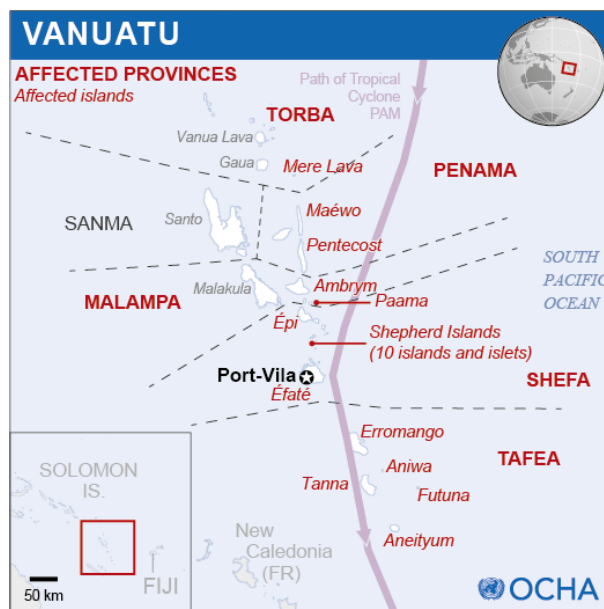 VANUATU
AFFECTED PROVINCES
Affected islands
Path of Tropical
Cyclone
PAM
TORBA
Vanua Lava
Gaua
Mere Lava
PENAMA
SANMA
Santo
Maéwo
Pentecost
SOUTH
PACIFIC
OCEAN
MALAMPA
Malakula
Ambrym
Paama
Épi
Shepherd Islands
(10 islands and islets)
Port-Vila
Éfaté
SHEFA
Erromango
TAFEA
Aniwa
Tanna
Futuna
Aneityum
SOLOMON
IS.
New
Caledonia
(FR)
FIJI
50 km
OCHA